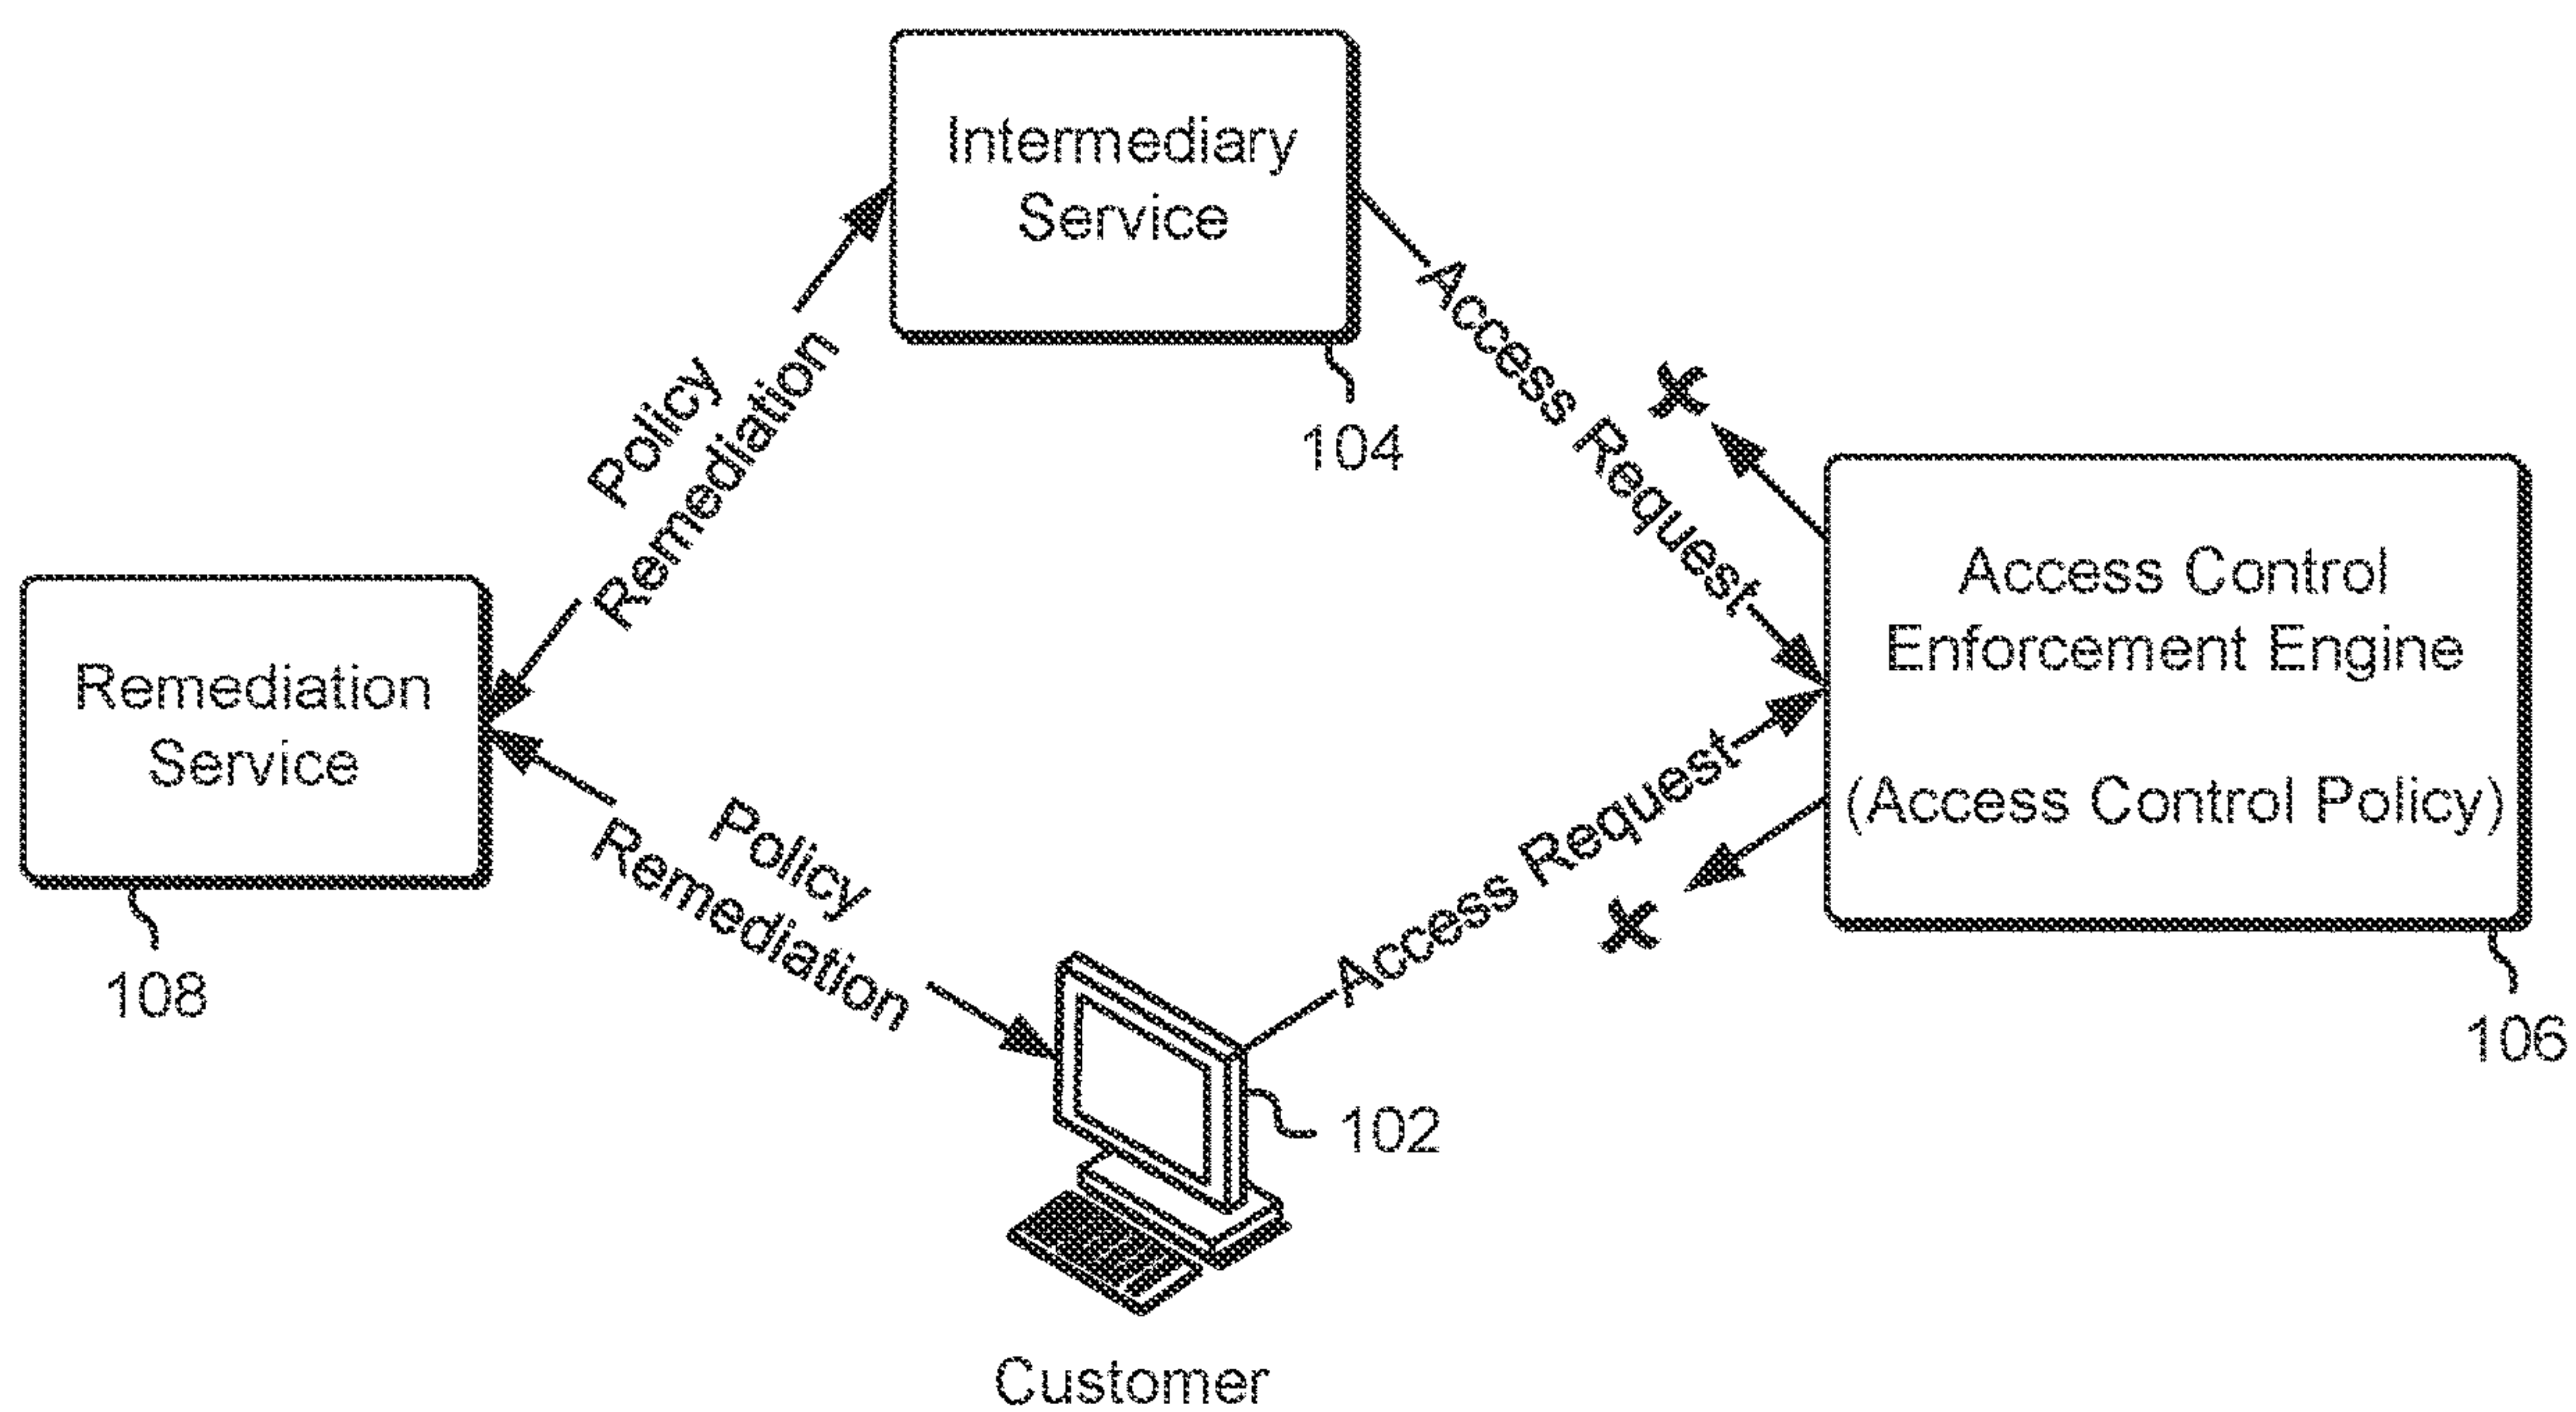 Intermediary
Service
104
Policy
Remediation
Access Request
Access Control
Enforcement Engine
(Access Control Policy)
106
Remediation
Service
108
Policy
Remediation
Access Request
102
Customer